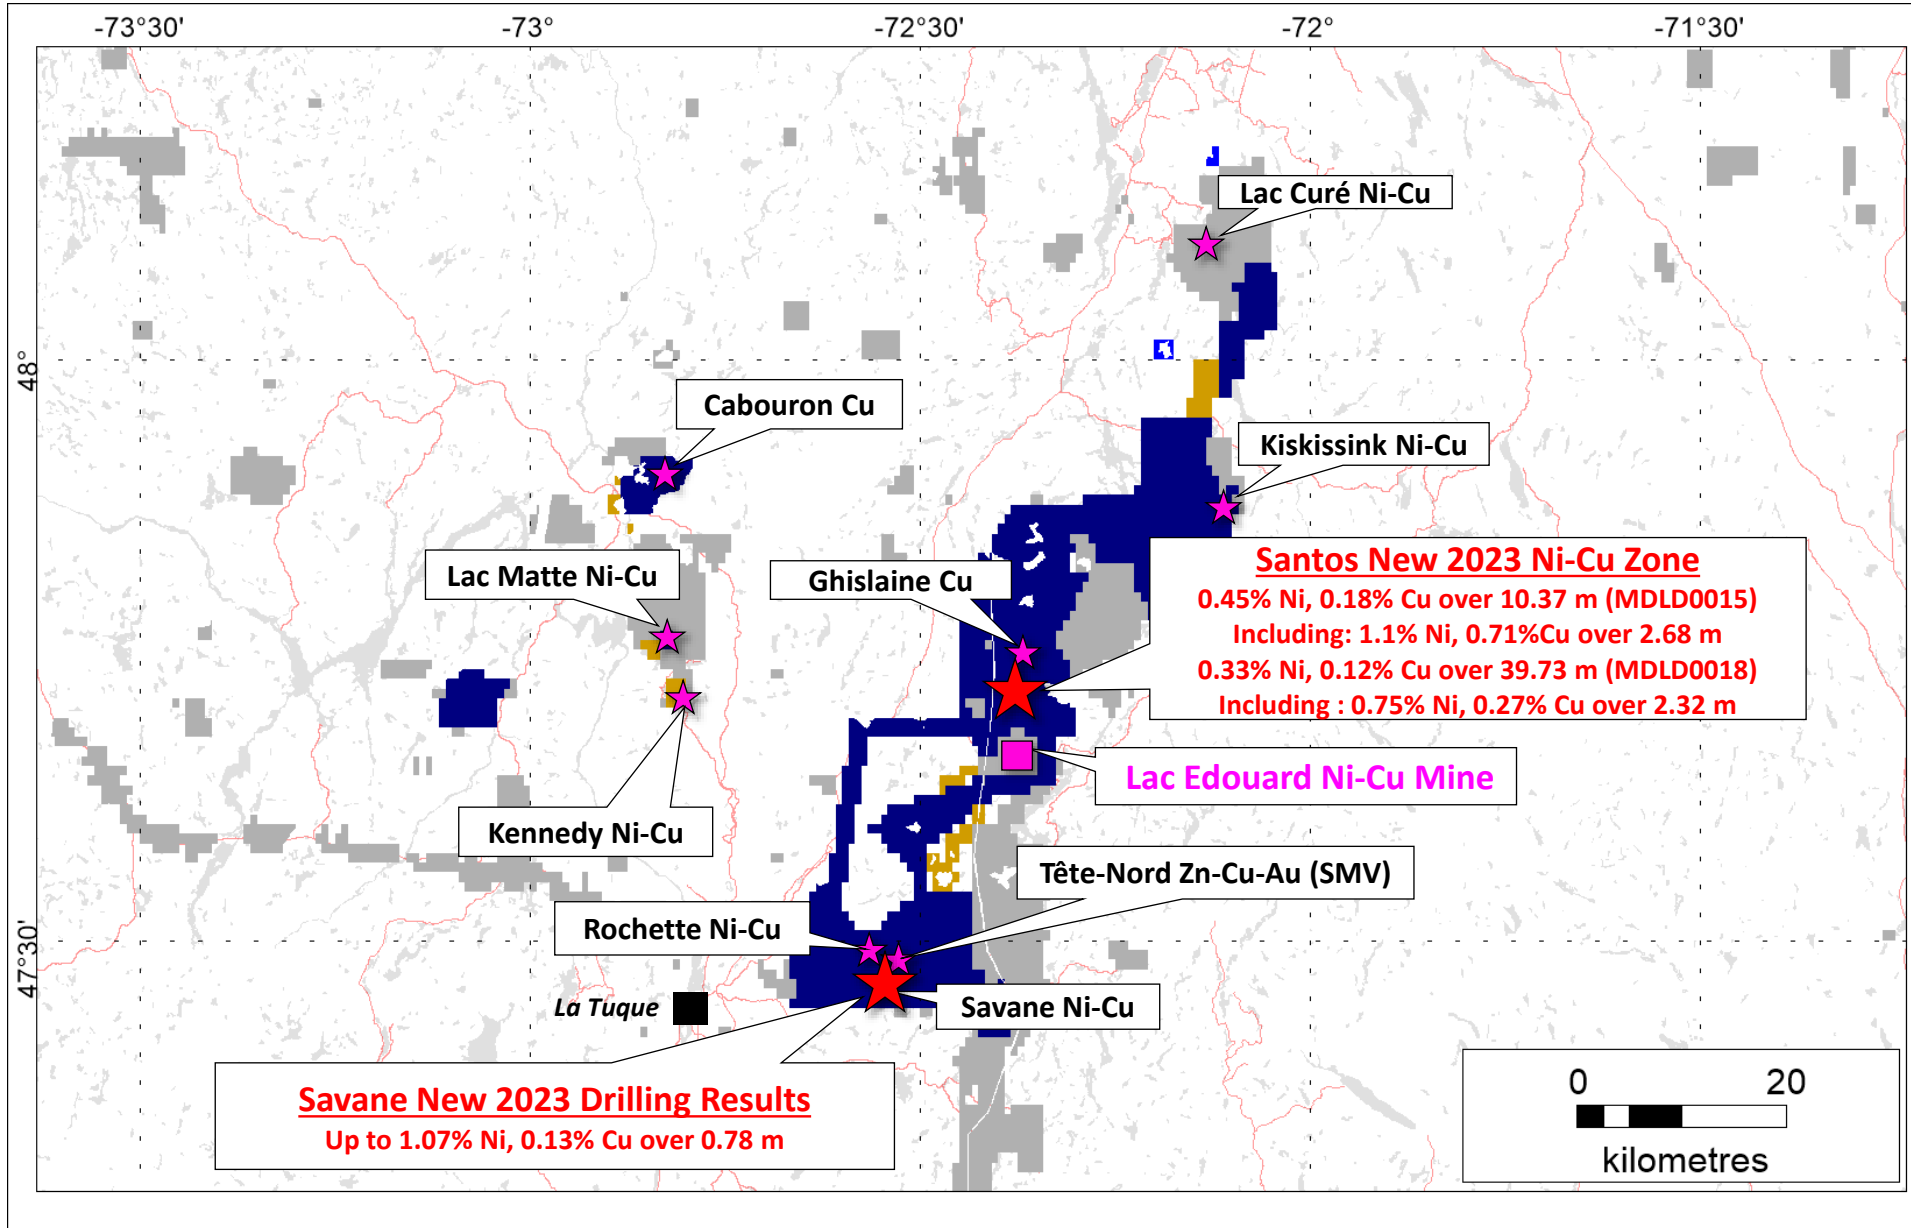 -73°30'
-73°
-72°30'
-72°
-71°30'
Lac Curé Ni-Cu
48°
Cabouron Cu
Kiskissink Ni-Cu
Lac Matte Ni-Cu
Ghislaine Cu
Santos New 2023 Ni-Cu Zone
0.45% Ni, 0.18% Cu over 10.37 m (MDLD0015)
Including: 1.1% Ni, 0.71%Cu over 2.68 m
0.33% Ni, 0.12% Cu over 39.73 m (MDLD0018)
Including : 0.75% Ni, 0.27% Cu over 2.32 m
Lac Edouard Ni-Cu Mine
Kennedy Ni-Cu
Tête-Nord Zn-Cu-Au (SMV)
Rochette Ni-Cu
47°30'
La Tuque
Savane Ni-Cu
Savane New 2023 Drilling Results
Up to 1.07% Ni, 0.13% Cu over 0.78 m
0 20
kilometres